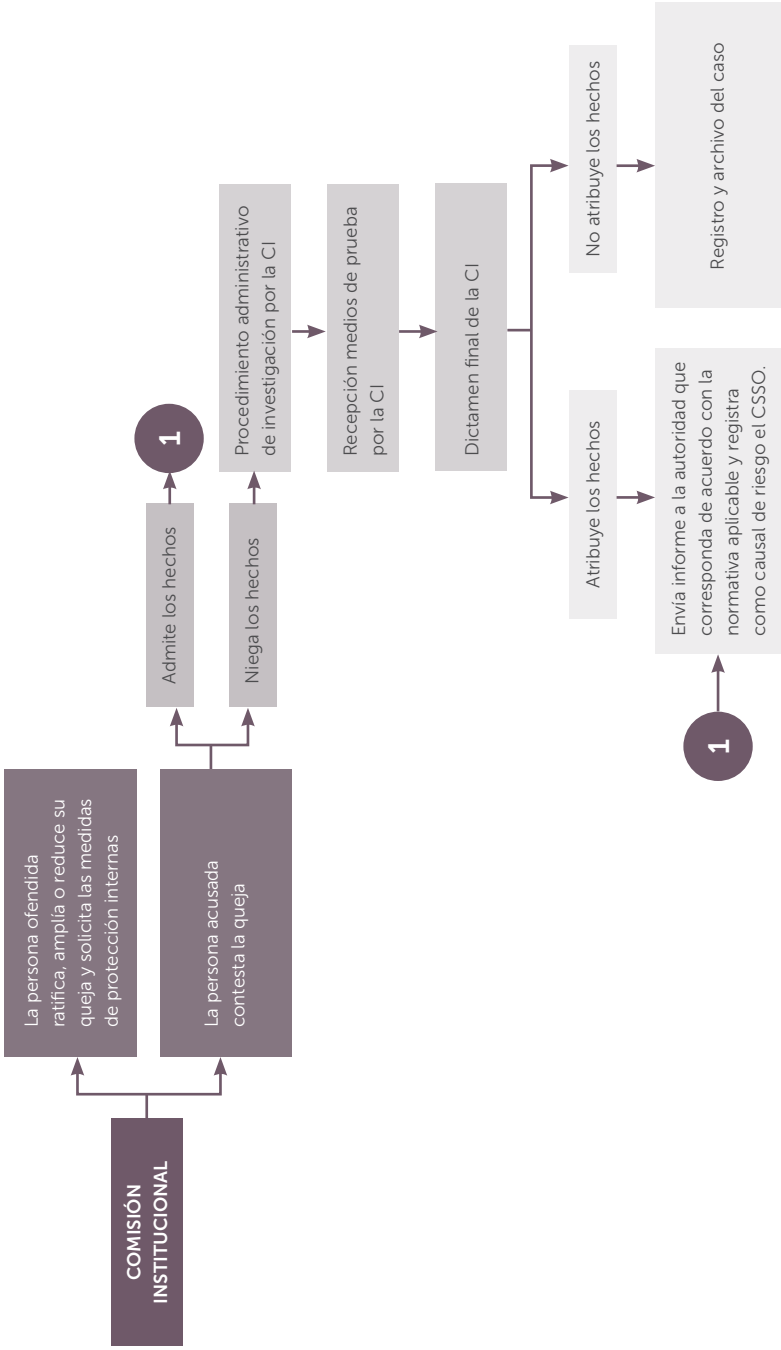 COMISIÓN
INSTITUCIONAL
La persona ofendida
ratifica, amplía o reduce su
queja y solicita las medidas
de protección internas
La persona acusada
contesta la queja
Admite los hechos
1
Niega los hechos
Procedimiento administrativo
de investigación por la CI
Recepción medios de prueba
por la CI
Dictamen final de la CI
Atribuye los hechos
No atribuye los hechos
1
Envía informe a la autoridad que
corresponda de acuerdo con la
normativa aplicable y registra
como causal de riesgo el CSSO.
Registro y archivo del caso